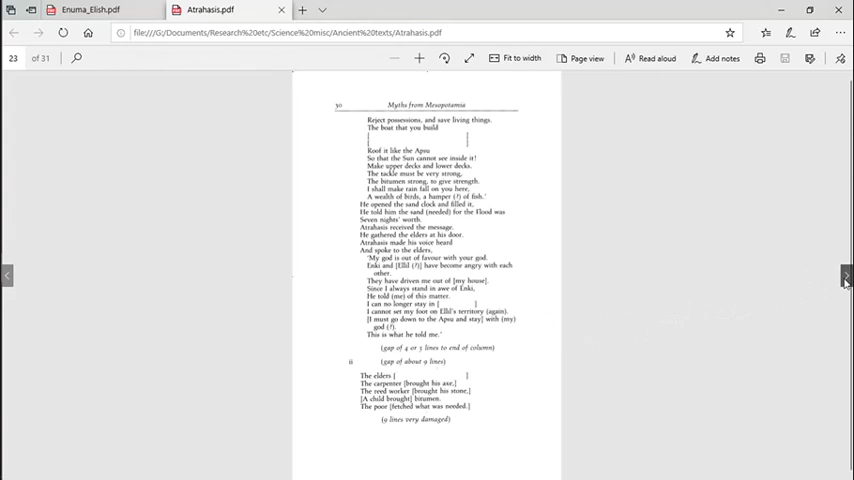 Enuma_Elish.pdf
Atrahasis.pdf
file:///G:/Documents/Research%20etc/Science%20misc/Ancient%20texts/Atrahasis.pdf
23 of 31
Fit to width
Page view
Read aloud
Add notes
30 Myths from Mesopotamia
Reject possessions, and save living things.
The boat that you build
[ ]
[ ]
Roof it like the Apsu
So that the Sun cannot see inside it!
Make upper decks and lower decks.
The tackle must be very strong,
The bitumen strong, to give strength.
I shall make rain fall on you here,
A wealth of birds, a hamper (?) of fish.'
He opened the sand clock and filled it,
He told him the sand (needed) for the Flood was
Seven nights' worth.
Atrahasis received the message.
He gathered the elders at his door.
Atrahasis made his voice heard
And spoke to the elders,
'My god is out of favour with your god.
Enki and [Ellil (?)] have become angry with each
other.
They have driven me out of [my house].
Since I always stand in awe of Enki,
He told (me) of this matter.
I can no longer stay in [ ]
I cannot set my foot on Ellil's territory (again).
[I must go down to the Apsu and stay] with (my)
god (?).
This is what he told me.'
(gap of 4 or 5 lines to end of column)
ii (gap of about 9 lines)
The elders [ ]
The carpenter [brought his axe,]
The reed worker [brought his stone,]
[A child brought] bitumen.
The poor [fetched what was needed.]
(9 lines very damaged)